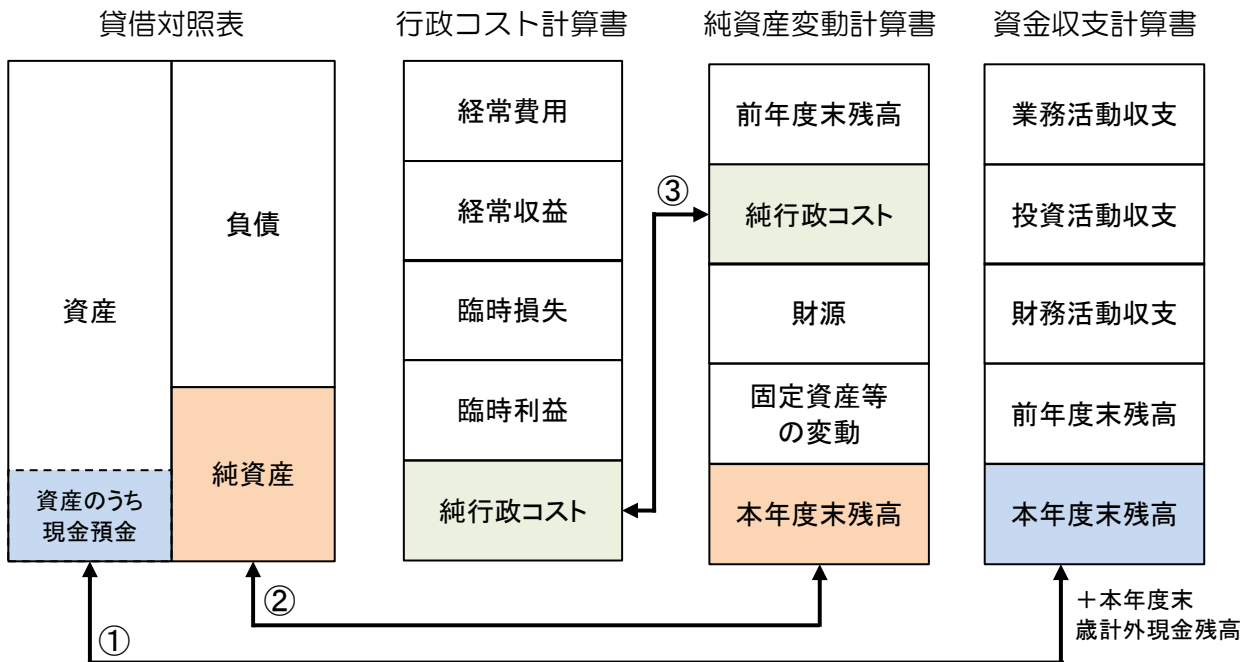 貸借対照表
行政コスト計算書
純資産変動計算書
資金収支計算書
資産
負債
純資産
資産のうち
現金預金
経常費用
経常収益
臨時損失
臨時利益
純行政コスト
前年度末残高
純行政コスト
財源
固定資産等
の変動
本年度末残高
業務活動収支
投資活動収支
財務活動収支
前年度末残高
本年度末残高
③
②
①
＋本年度末
歳計外現金残高